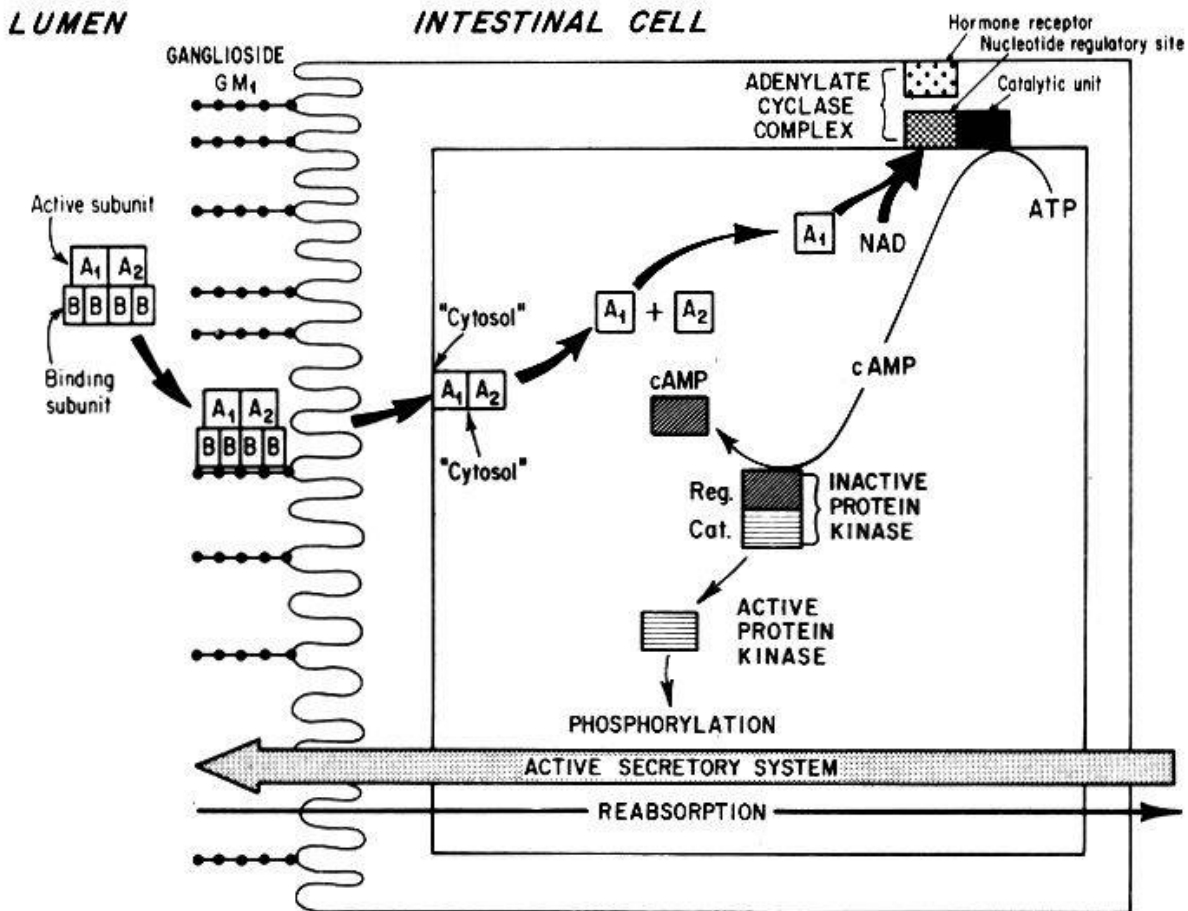 LUMEN
INTESTINAL CELL
Hormone receptor
Nucleotide regulatory site
Catalytic unit
GANGLIOSIDE
GM₁
ADENYLATE
CYCLASE
COMPLEX
ATP
Active subunit
A₁ A₂
B B B B
Binding
subunit
A₁ A₂
B B B B
"Cytosol"
A₁ A₂
"Cytosol"
A₁ + A₂
A₁
NAD
cAMP
cAMP
Reg.
Cat.
INACTIVE
PROTEIN
KINASE
ACTIVE
PROTEIN
KINASE
PHOSPHORYLATION
ACTIVE SECRETORY SYSTEM
REABSORPTION